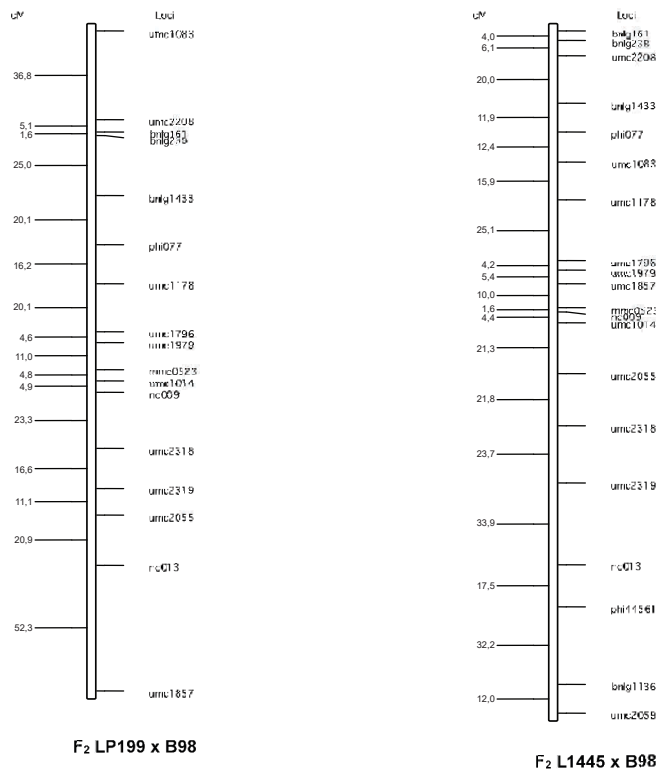 cM Loci
umc1083
36,8
umc2208
5,1
bnlg161
1,6
25,0
bnlg1433
20,1
phi077
16,2
umc1178
20,1
umc1796
4,6
umc1979
11,0
mmc0523
4,8
umc1014
4,9
nc009
23,3
umc2318
16,6
umc2319
11,1
umc2055
20,9
nc013
52,3
umc1857
F2 LP199 x B98
cM Loci
bnlg161
4,0
bnlg238
6,1
umc2208
20,0
bnlg1433
11,9
phi077
12,4
umc1083
15,9
umc1178
25,1
4,2
umc1979
5,4
umc1857
10,0
mmc0523
1,6
nc009
4,4
umc1014
21,3
umc2055
21,8
umc2318
23,7
umc2319
33,9
nc013
17,5
phi44561
32,2
bnlg1136
12,0
umc2059
F2 L1445 x B98